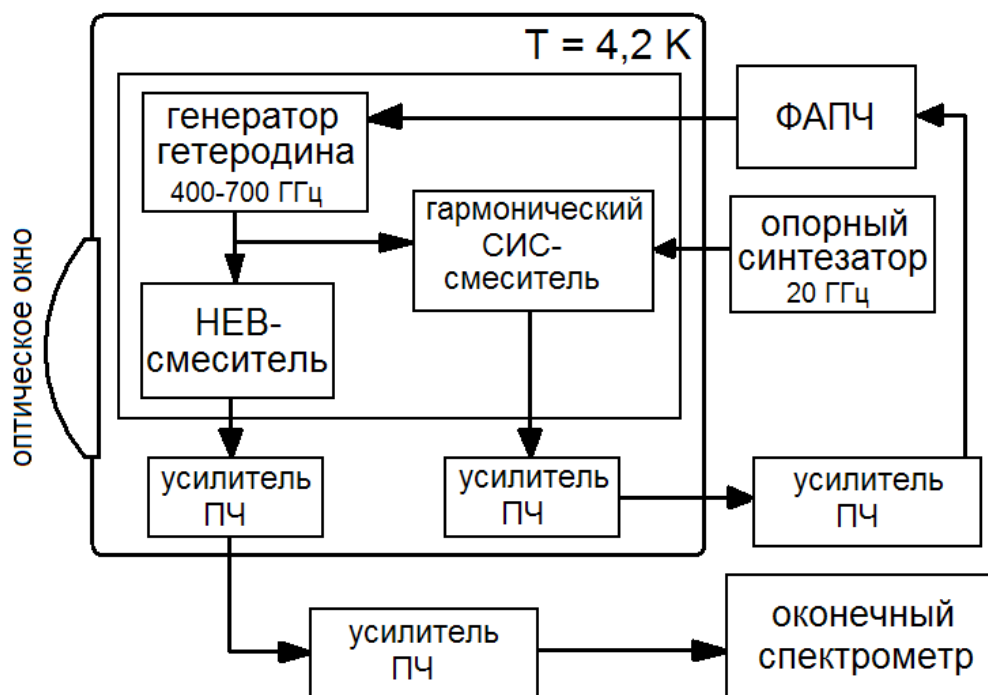 T = 4,2 K
генератор
гетеродина
400-700 ГГц
ФАПЧ
гармонический
СИС-
смеситель
опорный
синтезатор
20 ГГц
оптическое окно
НЕВ-
смеситель
усилитель
ПЧ
усилитель
ПЧ
усилитель
ПЧ
усилитель
ПЧ
оконечный
спектрометр